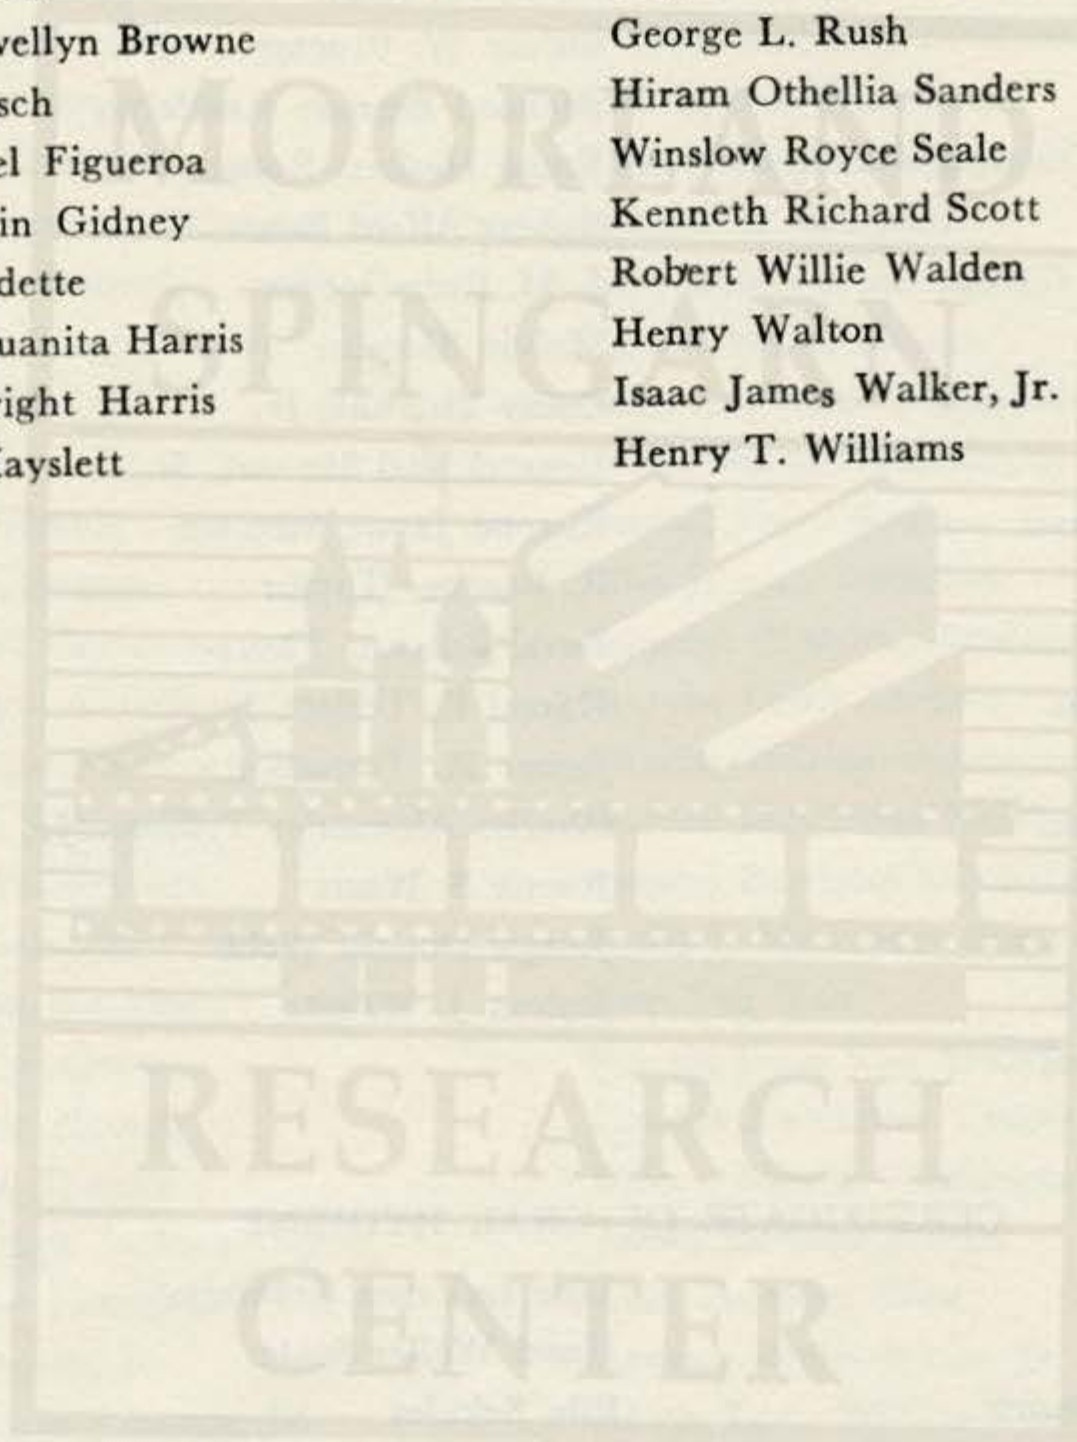 vellyn Browne
sch
el Figueroa
in Gidney
dette
uanita Harris
ight Harris
ayslett
George L. Rush
Hiram Othellia Sanders
Winslow Royce Seale
Kenneth Richard Scott
Robert Willie Walden
Henry Walton
Isaac James Walker, Jr.
Henry T. Williams
MOORLAND
SPINGARN
RESEARCH
CENTER